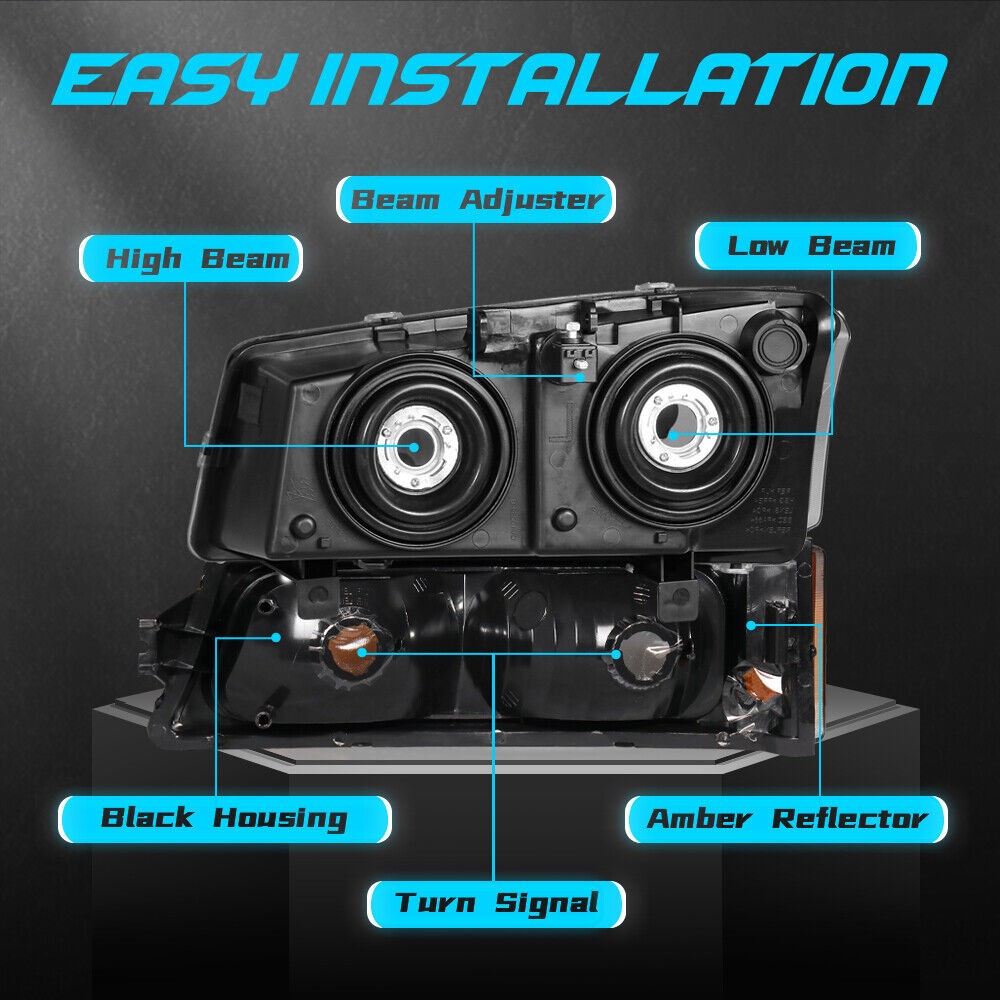 EASY INSTALLATION
Beam Adjuster
High Beam
Low Beam
Black Housing
Amber Reflector
Turn Signal